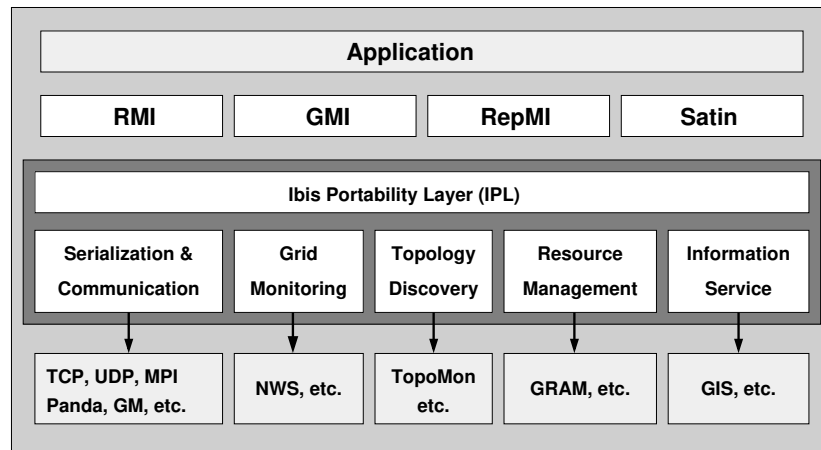 Application
RMI
GMI
RepMI
Satin
Ibis Portability Layer (IPL)
Serialization &
Communication
Grid
Monitoring
Topology
Discovery
Resource
Management
Information
Service
TCP, UDP, MPI
Panda, GM, etc.
NWS, etc.
TopoMon
etc.
GRAM, etc.
GIS, etc.